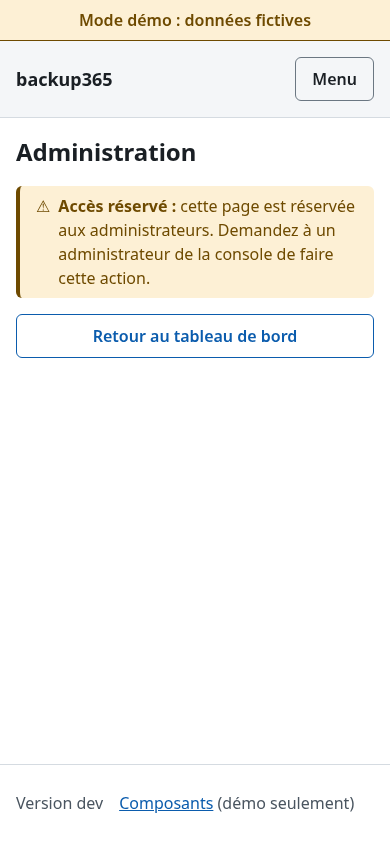 Mode démo : données fictives
backup365
Menu
Administration
⚠ Accès réservé : cette page est réservée
aux administrateurs. Demandez à un
administrateur de la console de faire
cette action.
Retour au tableau de bord
Version dev Composants (démo seulement)